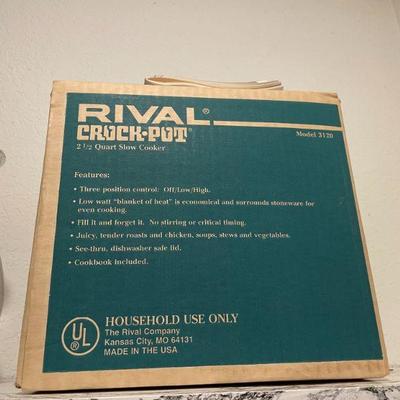 RIVAL®
CROCK-POT®
Model 3120
2 1/2 Quart Slow Cooker
Features:
• Three position control: Off/Low/High.
• Low watt "blanket of heat" is economical and surrounds stoneware for
even cooking.
• Fill it and forget it. No stirring or critical timing.
• Juicy, tender roasts and chicken, soups, stews and vegetables.
• See-thru, dishwasher safe lid.
• Cookbook included.
UL®
HOUSEHOLD USE ONLY
The Rival Company
Kansas City, MO 64131
MADE IN THE USA